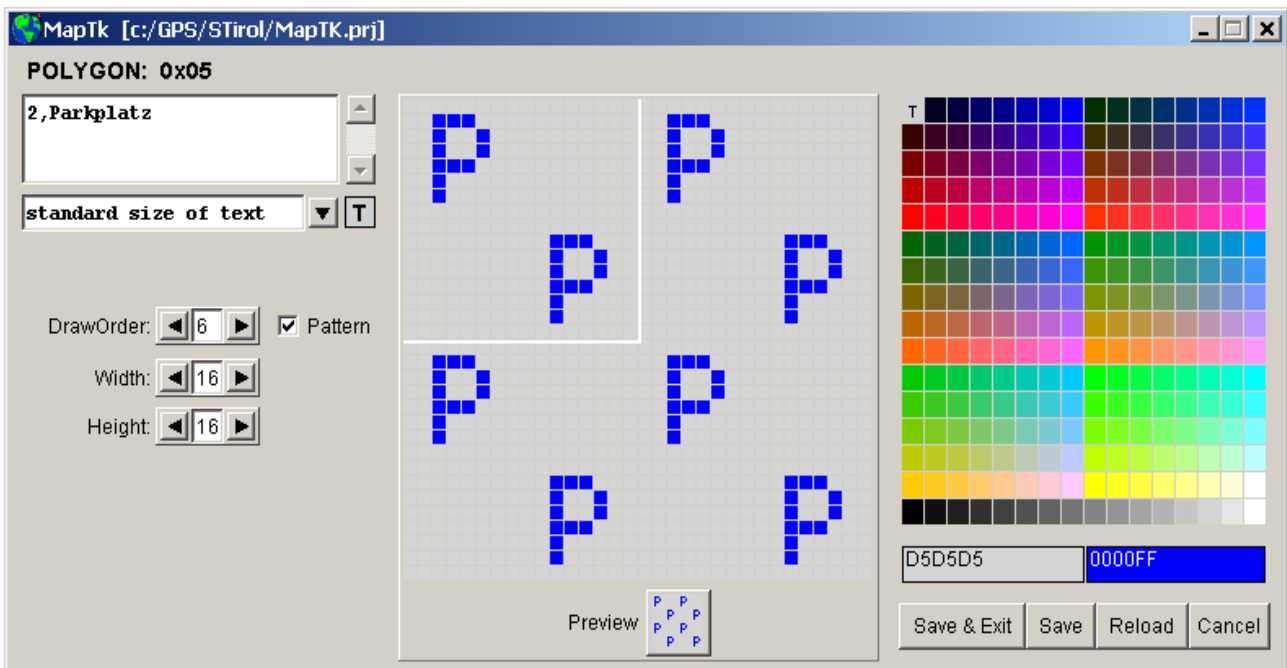 MapTk [c:/GPS/STirol/MapTK.prj]
POLYGON: 0x05
2,Parkplatz
standard size of text T
DrawOrder: 6 Pattern
Width: 16
Height: 16
P P
P P
P P
P P
Preview
P P
P P
P P
P P
T
D5D5D5 0000FF
Save & Exit Save Reload Cancel